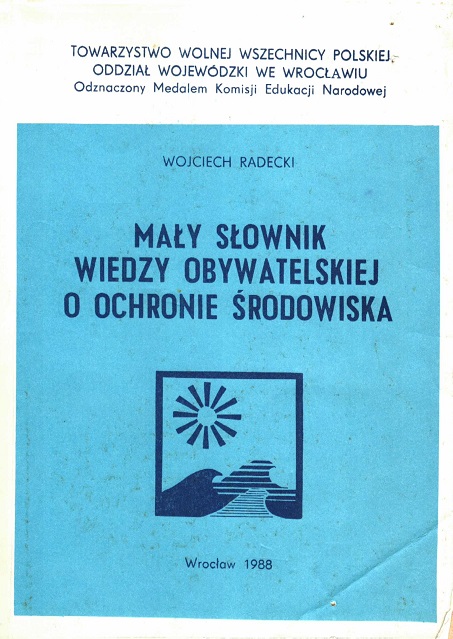 TOWARZYSTWO WOLNEJ WSZECHNICY POLSKIEJ
ODDZIAŁ WOJEWÓDZKI WE WROCŁAWIU
Odznaczony Medalem Komisji Edukacji Narodowej
WOJCIECH RADECKI
MAŁY SŁOWNIK
WIEDZY OBYWATELSKIEJ
O OCHRONIE ŚRODOWISKA
Wrocław 1988